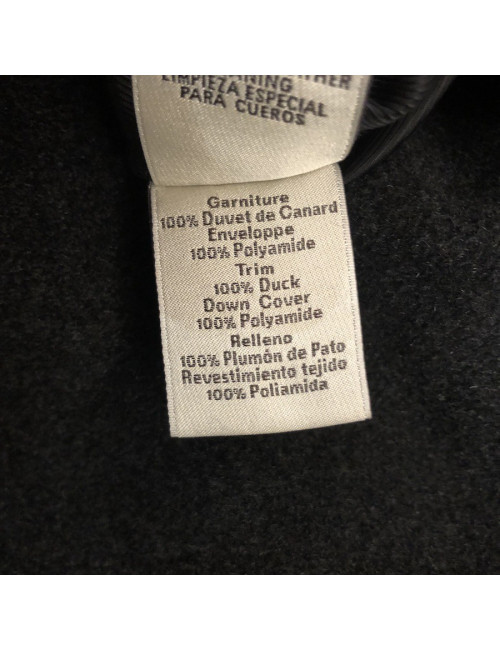 LIMPIEZA ESPECIAL
PARA CUEROS
Garniture
100% Duvet de Canard
Enveloppe
100% Polyamide
Trim
100% Duck
Down Cover
100% Polyamide
Relleno
100% Plumón de Pato
Revestimiento tejido
100% Poliamida